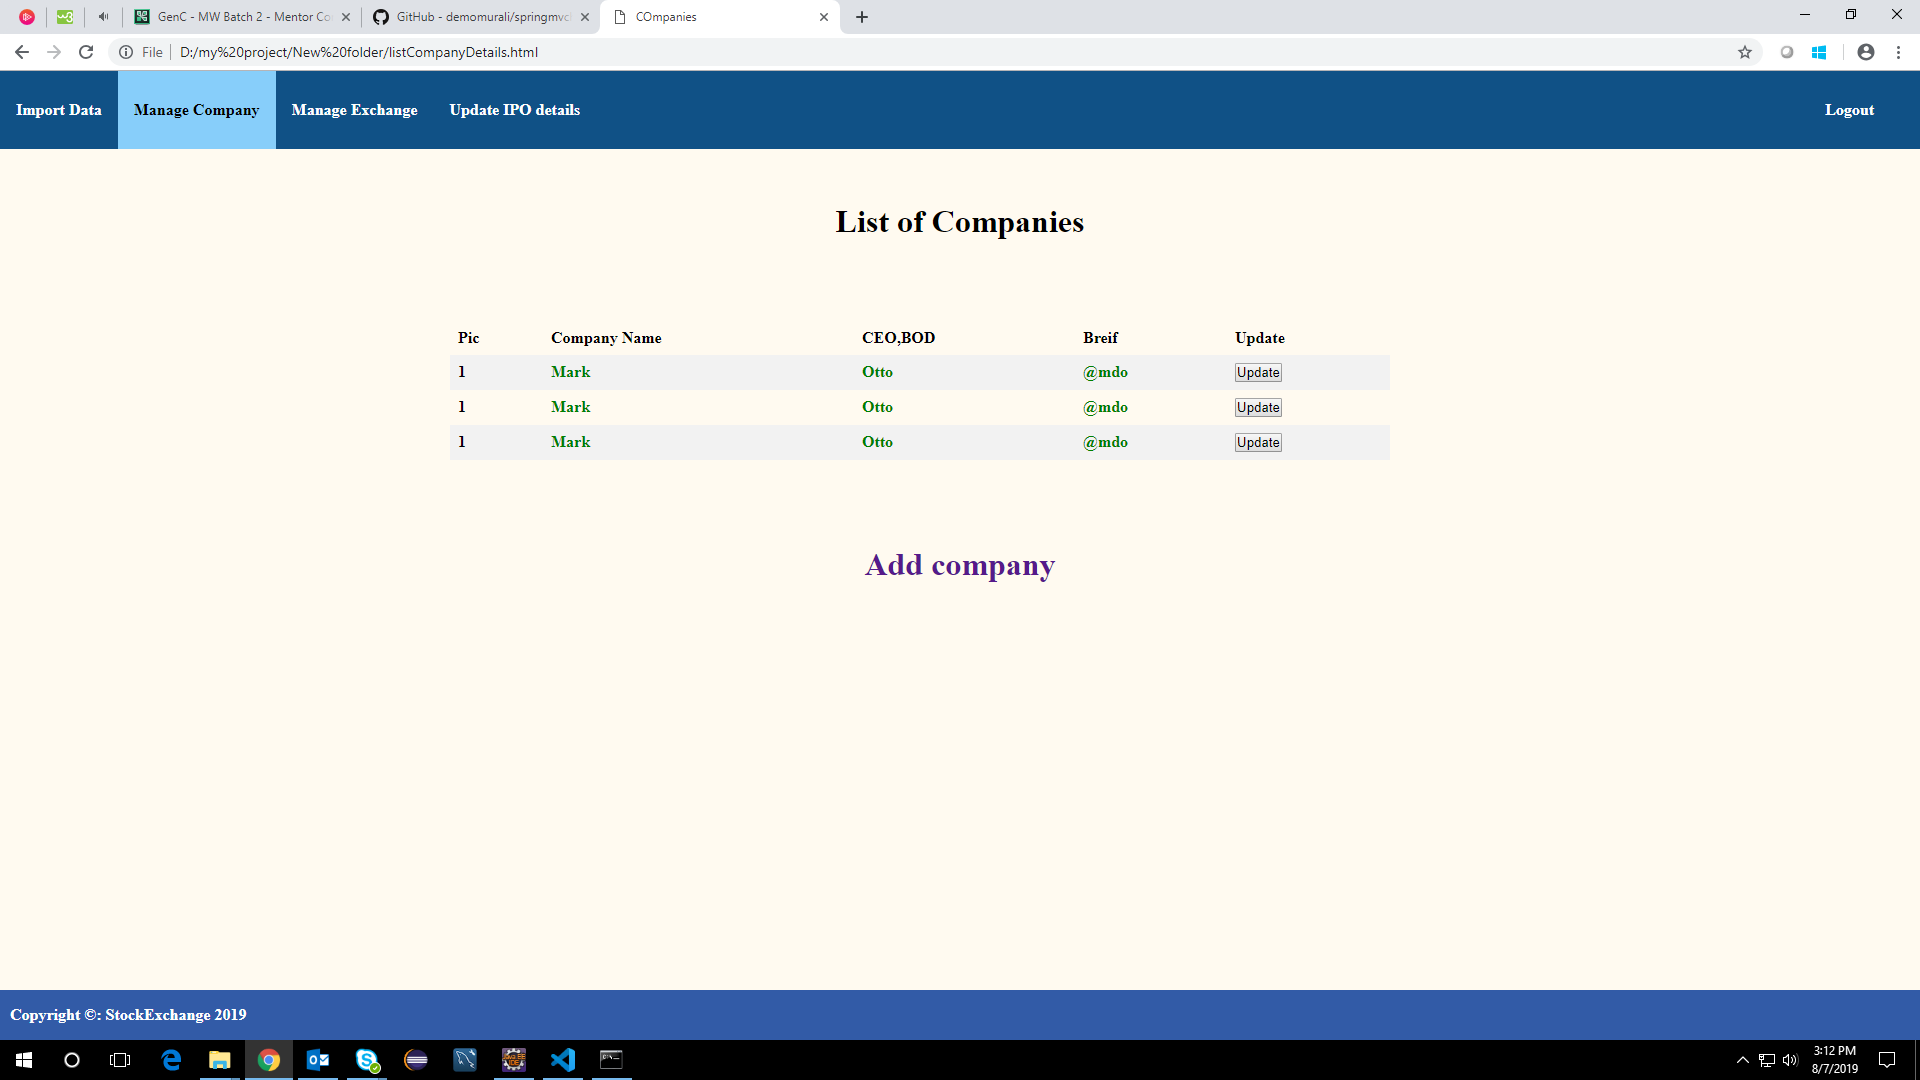 GenC - MW Batch 2 - Mentor Co
GitHub - demomurali/springmvc
COmpanies
File D:/my%20project/New%20folder/listCompanyDetails.html
Import Data Manage Company Manage Exchange Update IPO details Logout
List of Companies
Pic Company Name CEO,BOD Breif Update
1 Mark Otto @mdo Update
1 Mark Otto @mdo Update
1 Mark Otto @mdo Update
Add company
Copyright ©: StockExchange 2019
3:12 PM
8/7/2019